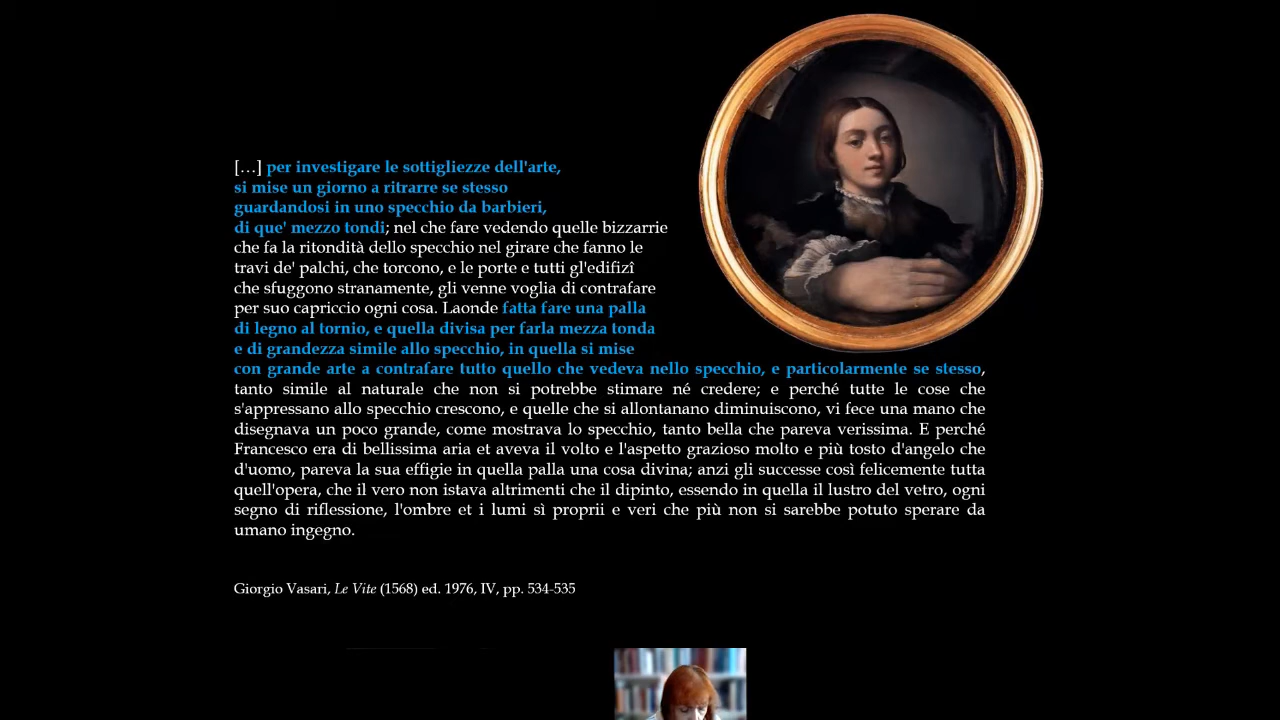 […] per investigare le sottigliezze dell'arte,
si mise un giorno a ritrarre se stesso
guardandosi in uno specchio da barbieri,
di que' mezzo tondi; nel che fare vedendo quelle bizzarrie
che fa la ritondità dello specchio nel girare che fanno le
travi de' palchi, che torcono, e le porte e tutti gl'edifizî
che sfuggono stranamente, gli venne voglia di contrafare
per suo capriccio ogni cosa. Laonde fatta fare una palla
di legno al tornio, e quella divisa per farla mezza tonda
e di grandezza simile allo specchio, in quella si mise
con grande arte a contrafare tutto quello che vedeva nello specchio, e particolarmente se stesso,
tanto simile al naturale che non si potrebbe stimare né credere; e perché tutte le cose che
s'appressano allo specchio crescono, e quelle che si allontanano diminuiscono, vi fece una mano che
disegnava un poco grande, come mostrava lo specchio, tanto bella che pareva verissima. E perché
Francesco era di bellissima aria et aveva il volto e l'aspetto grazioso molto e più tosto d'angelo che
d'uomo, pareva la sua effigie in quella palla una cosa divina; anzi gli successe così felicemente tutta
quell'opera, che il vero non istava altrimenti che il dipinto, essendo in quella il lustro del vetro, ogni
segno di riflessione, l'ombre et i lumi sì proprii e veri che più non si sarebbe potuto sperare da
umano ingegno.
Giorgio Vasari, Le Vite (1568) ed. 1976, IV, pp. 534-535